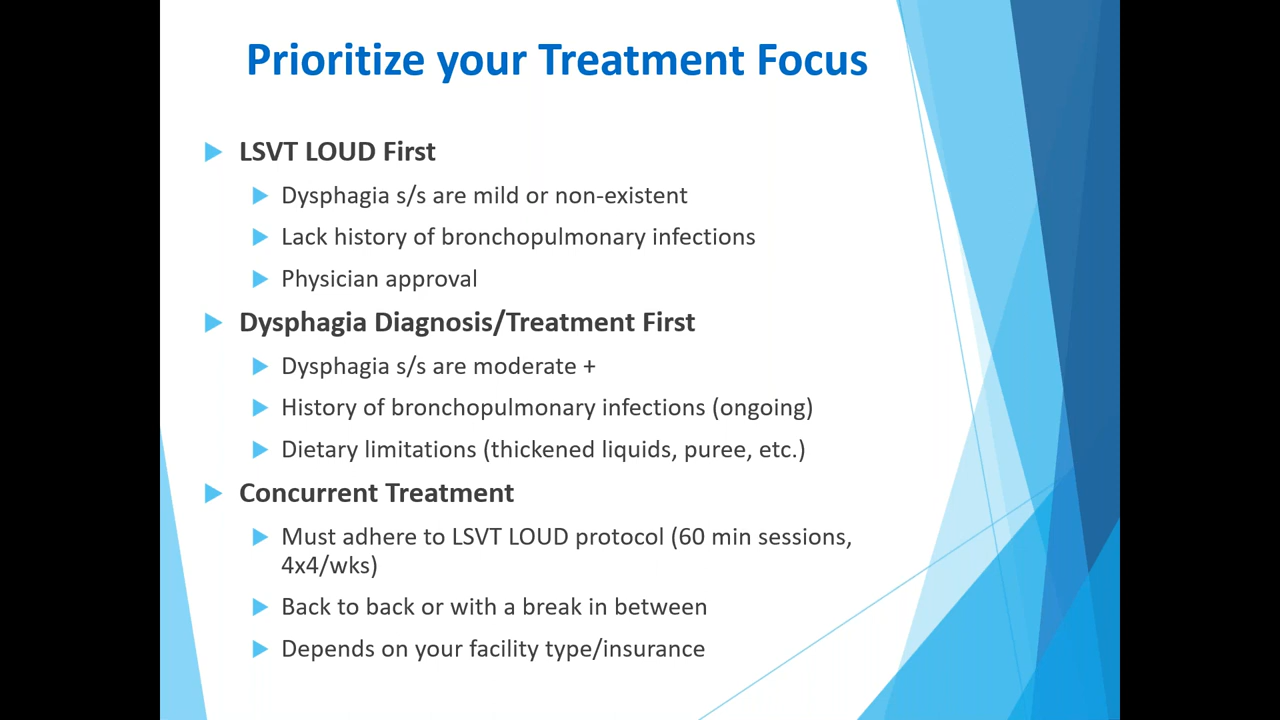 Prioritize your Treatment Focus
LSVT LOUD First
Dysphagia s/s are mild or non-existent
Lack history of bronchopulmonary infections
Physician approval
Dysphagia Diagnosis/Treatment First
Dysphagia s/s are moderate +
History of bronchopulmonary infections (ongoing)
Dietary limitations (thickened liquids, puree, etc.)
Concurrent Treatment
Must adhere to LSVT LOUD protocol (60 min sessions,
4x4/wks)
Back to back or with a break in between
Depends on your facility type/insurance